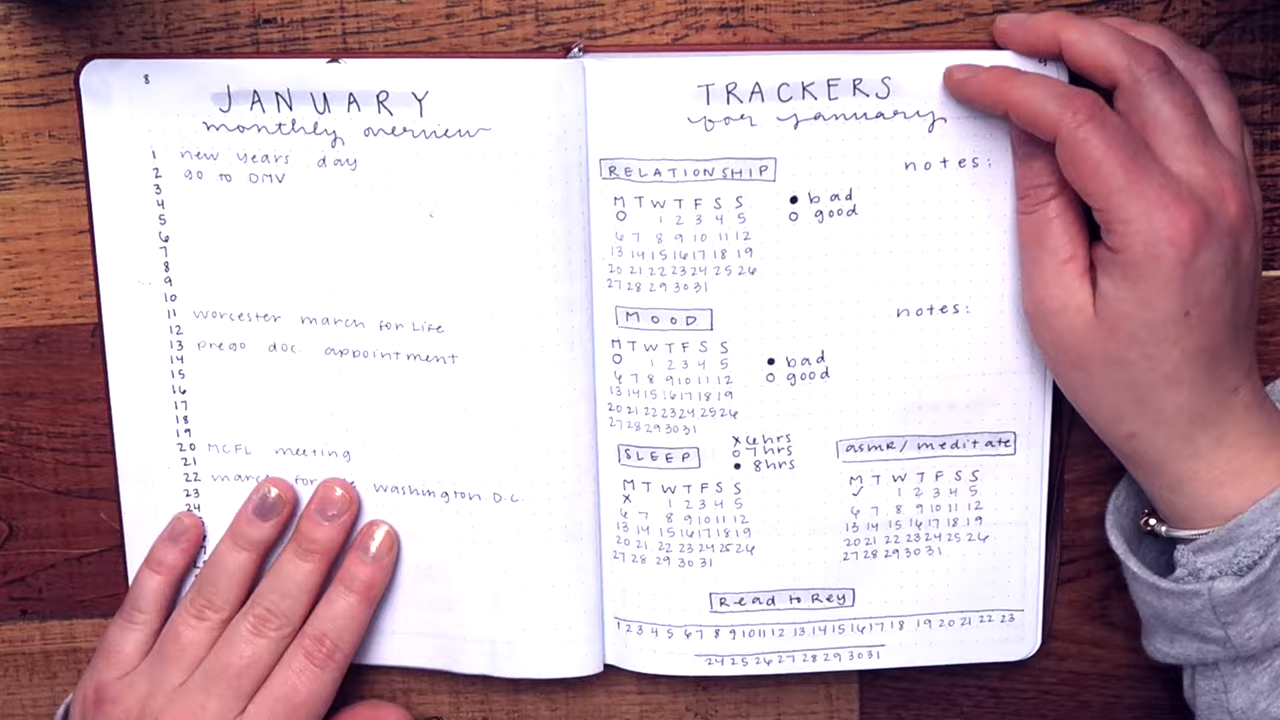 8
JANUARY
monthly overview
1 new years day
2 go to DMV
3
4
5
6
7
8
9
10
11 worcester march for Life
12
13 prego doc appointment
14
15
16
17
18
19
20 MCFL meeting
21
22 march for Washington D.C.
23
24
TRACKERS
for january
RELATIONSHIP
notes:
M T W T F S S
O 1 2 3 4 5
6 7 8 9 10 11 12
13 14 15 16 17 18 19
20 21 22 23 24 25 26
27 28 29 30 31
● bad
○ good
MOOD
notes:
M T W T F S S
O 1 2 3 4 5
6 7 8 9 10 11 12
13 14 15 16 17 18 19
20 21 22 23 24 25 26
27 28 29 30 31
● bad
○ good
SLEEP
x 6 hrs
○ 7 hrs
● 8 hrs
M T W T F S S
x 1 2 3 4 5
6 7 8 9 10 11 12
13 14 15 16 17 18 19
20 21 22 23 24 25 26
27 28 29 30 31
asmr/meditate
M T W T F S S
✓ 1 2 3 4 5
6 7 8 9 10 11 12
13 14 15 16 17 18 19
20 21 22 23 24 25 26
27 28 29 30 31
Read to Rey
1 2 3 4 5 6 7 8 9 10 11 12 13 14 15 16 17 18 19 20 21 22 23
24 25 26 27 28 29 30 31